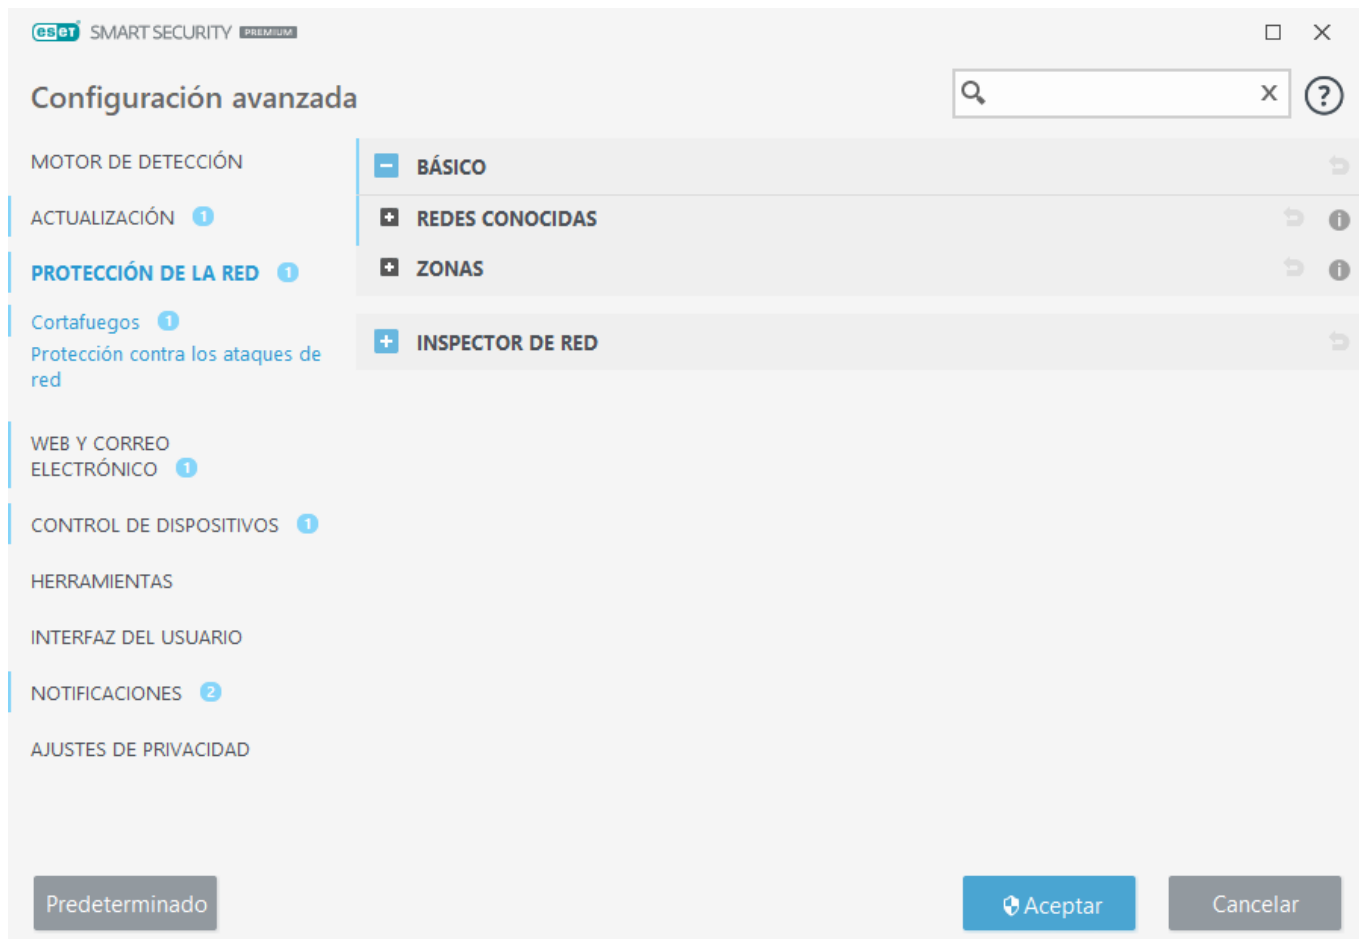 eset SMART SECURITY PREMIUM
Configuración avanzada
X
?
MOTOR DE DETECCIÓN
ACTUALIZACIÓN 1
PROTECCIÓN DE LA RED 1
Cortafuegos 1
Protección contra los ataques de
red
WEB Y CORREO
ELECTRÓNICO 1
CONTROL DE DISPOSITIVOS 1
HERRAMIENTAS
INTERFAZ DEL USUARIO
NOTIFICACIONES 2
AJUSTES DE PRIVACIDAD
BÁSICO
REDES CONOCIDAS
ZONAS
INSPECTOR DE RED
Predeterminado
Aceptar
Cancelar